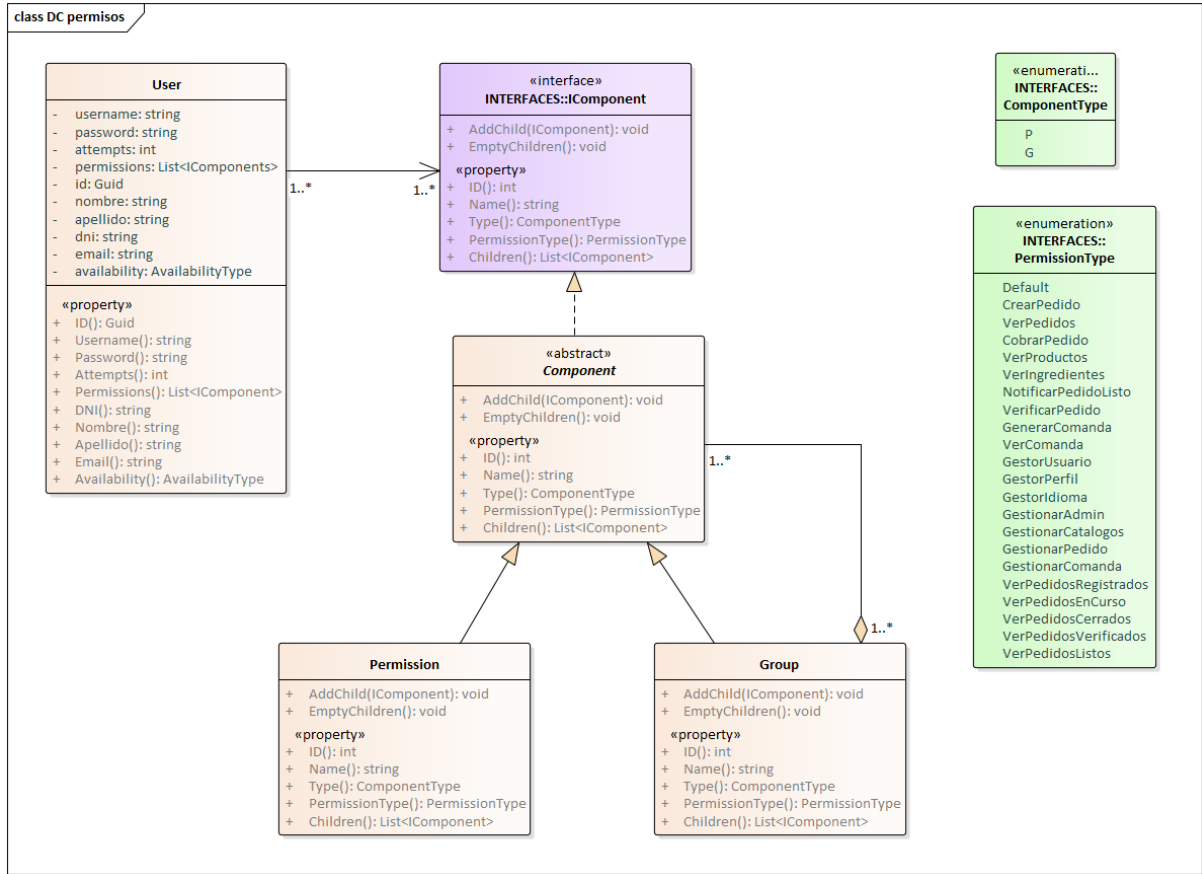 class DC permisos
User
- username: string
- password: string
- attempts: int
- permissions: List<IComponents>
- id: Guid
- nombre: string
- apellido: string
- dni: string
- email: string
- availability: AvailabilityType
«property»
+ ID(): Guid
+ Username(): string
+ Password(): string
+ Attempts(): int
+ Permissions(): List<IComponent>
+ DNI(): string
+ Nombre(): string
+ Apellido(): string
+ Email(): string
+ Availability(): AvailabilityType
1..*
1..*
«interface»
INTERFACES::IComponent
+ AddChild(IComponent): void
+ EmptyChildren(): void
«property»
+ ID(): int
+ Name(): string
+ Type(): ComponentType
+ PermissionType(): PermissionType
+ Children(): List<IComponent>
«abstract»
Component
+ AddChild(IComponent): void
+ EmptyChildren(): void
«property»
+ ID(): int
+ Name(): string
+ Type(): ComponentType
+ PermissionType(): PermissionType
+ Children(): List<IComponent>
1..*
1..*
Permission
+ AddChild(IComponent): void
+ EmptyChildren(): void
«property»
+ ID(): int
+ Name(): string
+ Type(): ComponentType
+ PermissionType(): PermissionType
+ Children(): List<IComponent>
Group
+ AddChild(IComponent): void
+ EmptyChildren(): void
«property»
+ ID(): int
+ Name(): string
+ Type(): ComponentType
+ PermissionType(): PermissionType
+ Children(): List<IComponent>
«enumerati...
INTERFACES::
ComponentType
P
G
«enumeration»
INTERFACES::
PermissionType
Default
CrearPedido
VerPedidos
CobrarPedido
VerProductos
VerIngredientes
NotificarPedidoListo
VerificarPedido
GenerarComanda
VerComanda
GestorUsuario
GestorPerfil
GestorIdioma
GestionarAdmin
GestionarCatalogos
GestionarPedido
GestionarComanda
VerPedidosRegistrados
VerPedidosEnCurso
VerPedidosCerrados
VerPedidosVerificados
VerPedidosListos